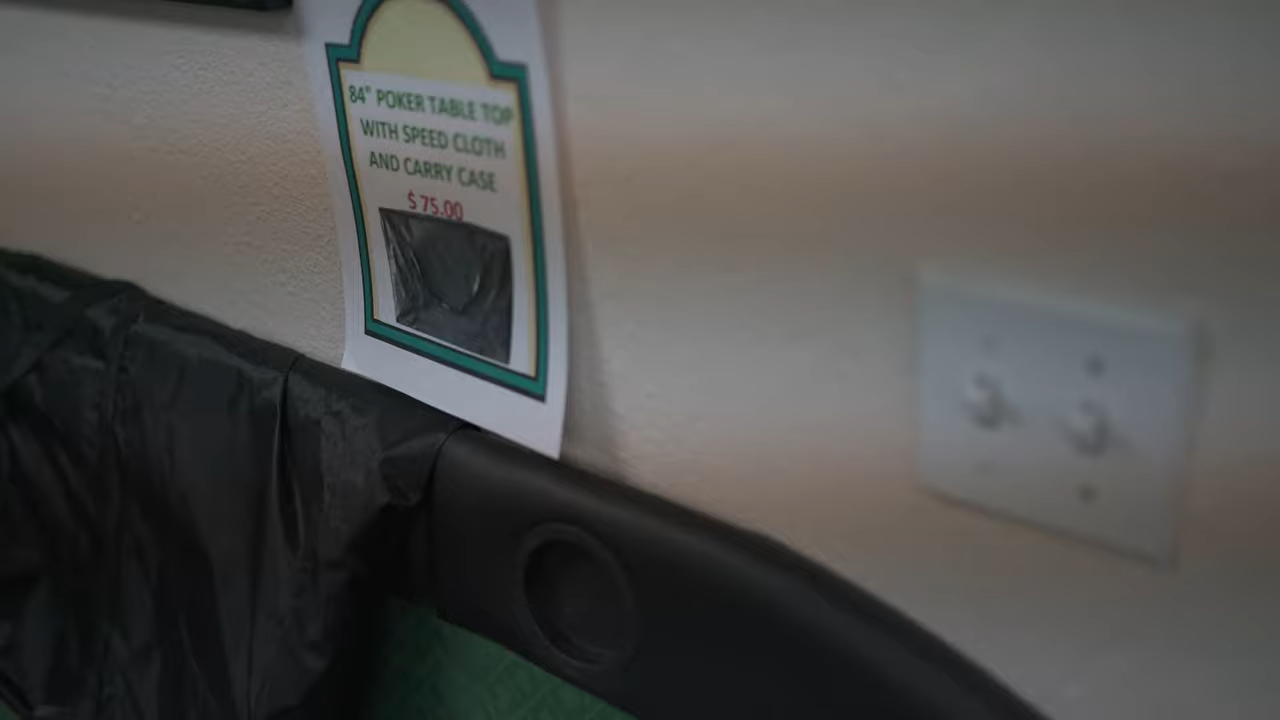 84" POKER TABLE TOP
WITH SPEED CLOTH
AND CARRY CASE
$ 75.00